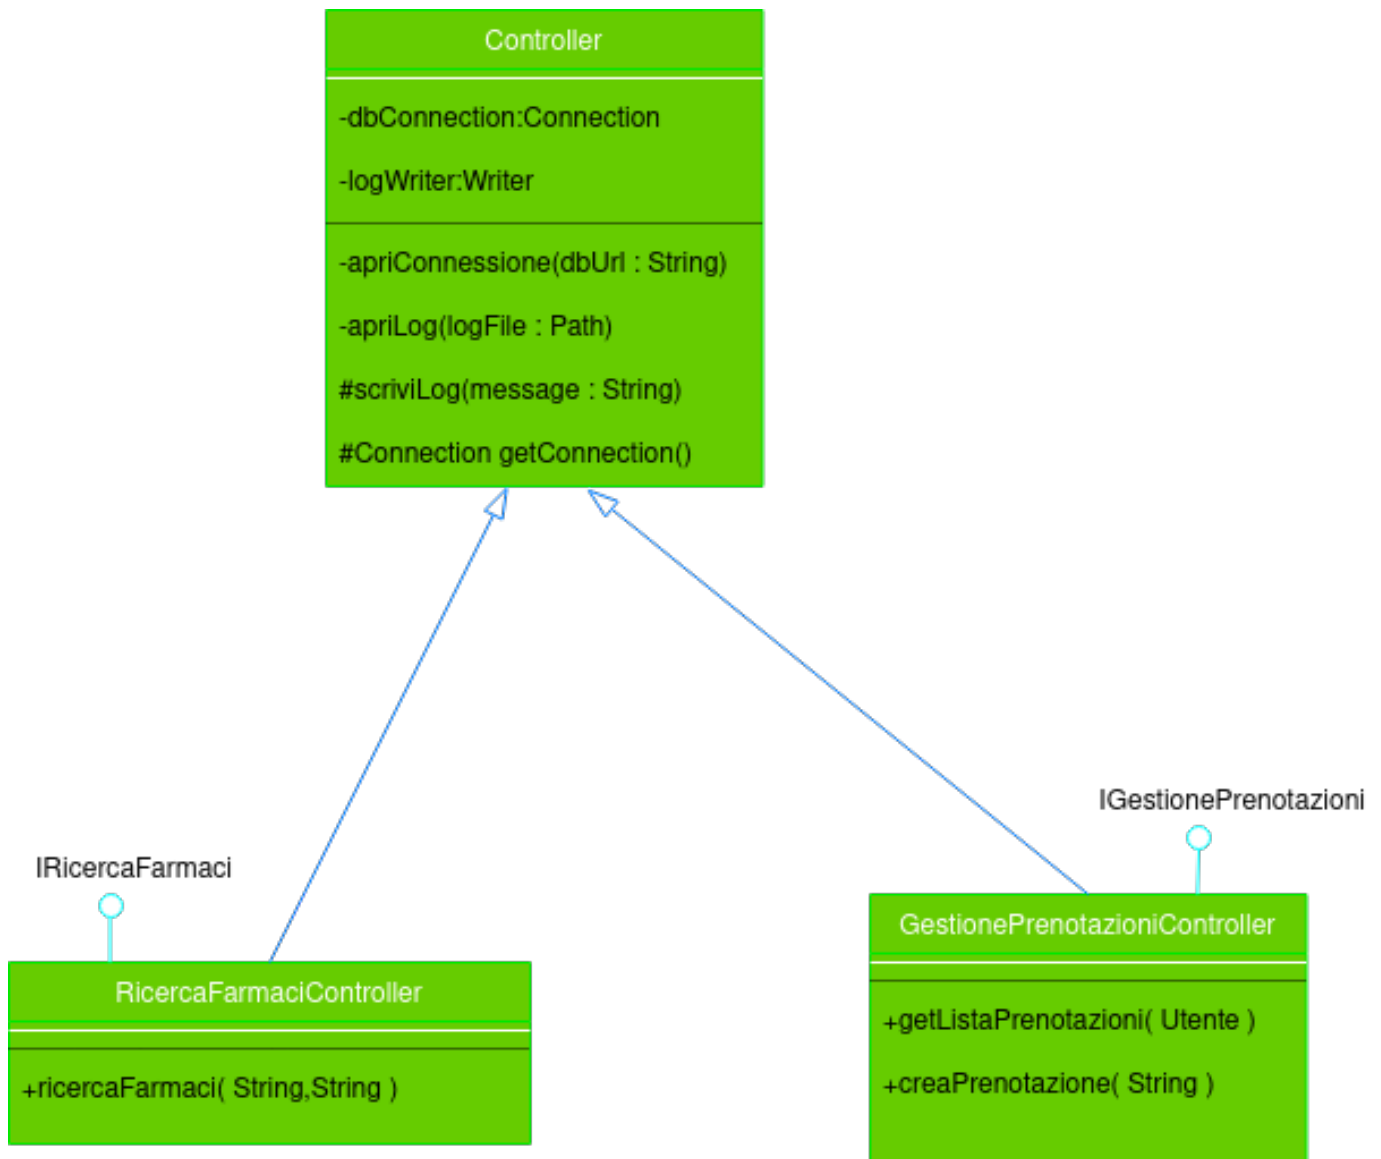 Controller
-dbConnection:Connection
-logWriter:Writer
-apriConnessione(dbUrl : String)
-apriLog(logFile : Path)
#scriviLog(message : String)
#Connection getConnection()
IGestionePrenotazioni
IRicercaFarmaci
GestionePrenotazioniController
+getListaPrenotazioni( Utente )
+creaPrenotazione( String )
RicercaFarmaciController
+ricercaFarmaci( String,String )